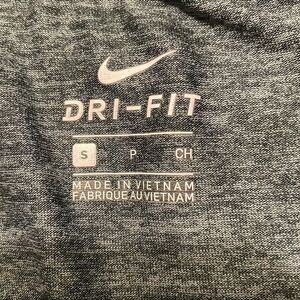 DRI-FIT
S P CH
MADE IN VIETNAM
FABRIQUE AU VIETNAM